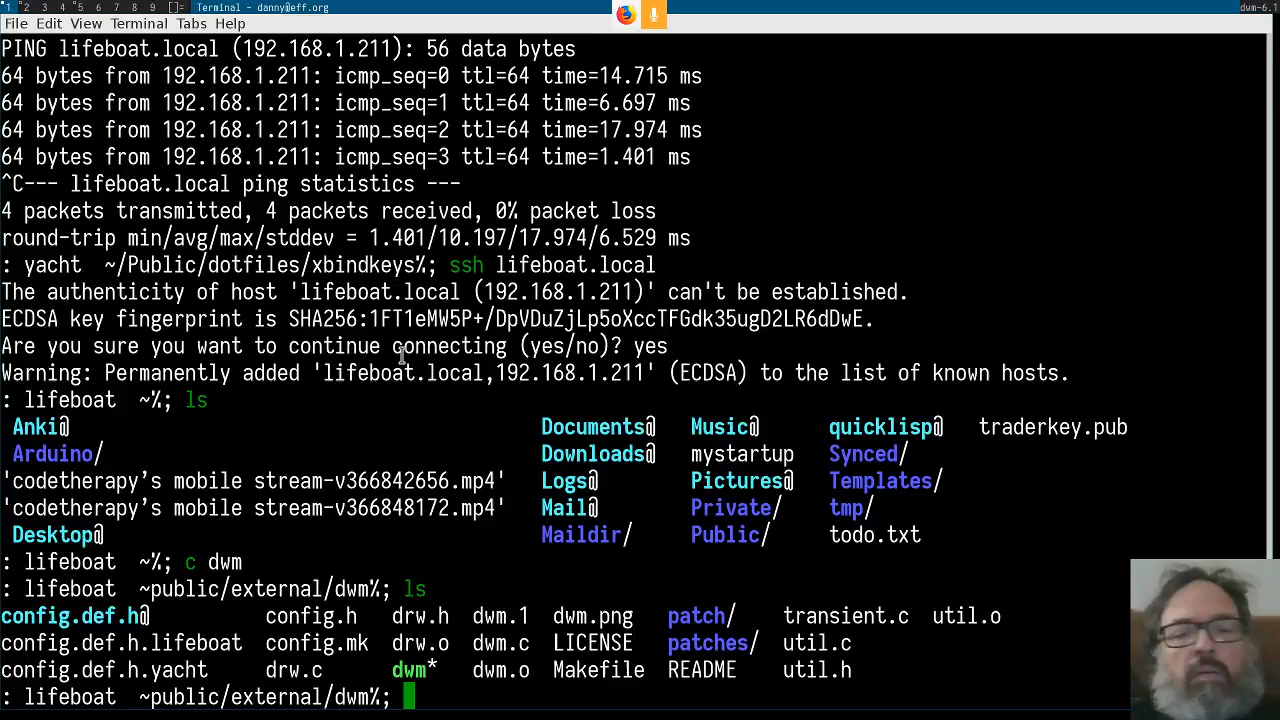 1 2 3 4 5 6 7 8 9 []= Terminal - danny@eff.org dwm-6.1
File Edit View Terminal Tabs Help
PING lifeboat.local (192.168.1.211): 56 data bytes
64 bytes from 192.168.1.211: icmp_seq=0 ttl=64 time=14.715 ms
64 bytes from 192.168.1.211: icmp_seq=1 ttl=64 time=6.697 ms
64 bytes from 192.168.1.211: icmp_seq=2 ttl=64 time=17.974 ms
64 bytes from 192.168.1.211: icmp_seq=3 ttl=64 time=1.401 ms
^C--- lifeboat.local ping statistics ---
4 packets transmitted, 4 packets received, 0% packet loss
round-trip min/avg/max/stddev = 1.401/10.197/17.974/6.529 ms
: yacht ~/Public/dotfiles/xbindkeys%; ssh lifeboat.local
The authenticity of host 'lifeboat.local (192.168.1.211)' can't be established.
ECDSA key fingerprint is SHA256:1FT1eMW5P+/DpVDuZjLp5oXccTFGdk35ugD2LR6dDwE.
Are you sure you want to continue connecting (yes/no)? yes
Warning: Permanently added 'lifeboat.local,192.168.1.211' (ECDSA) to the list of known hosts.
: lifeboat ~%; ls
Anki@ Documents@ Music@ quicklisp@ traderkey.pub
Arduino/ Downloads@ mystartup Synced/
'codetherapy’s mobile stream-v366842656.mp4' Logs@ Pictures@ Templates/
'codetherapy’s mobile stream-v366848172.mp4' Mail@ Private/ tmp/
Desktop@ Maildir/ Public/ todo.txt
: lifeboat ~%; c dwm
: lifeboat ~public/external/dwm%; ls
config.def.h@ config.h drw.h dwm.1 dwm.png patch/ transient.c util.o
config.def.h.lifeboat config.mk drw.o dwm.c LICENSE patches/ util.c
config.def.h.yacht drw.c dwm* dwm.o Makefile README util.h
: lifeboat ~public/external/dwm%;